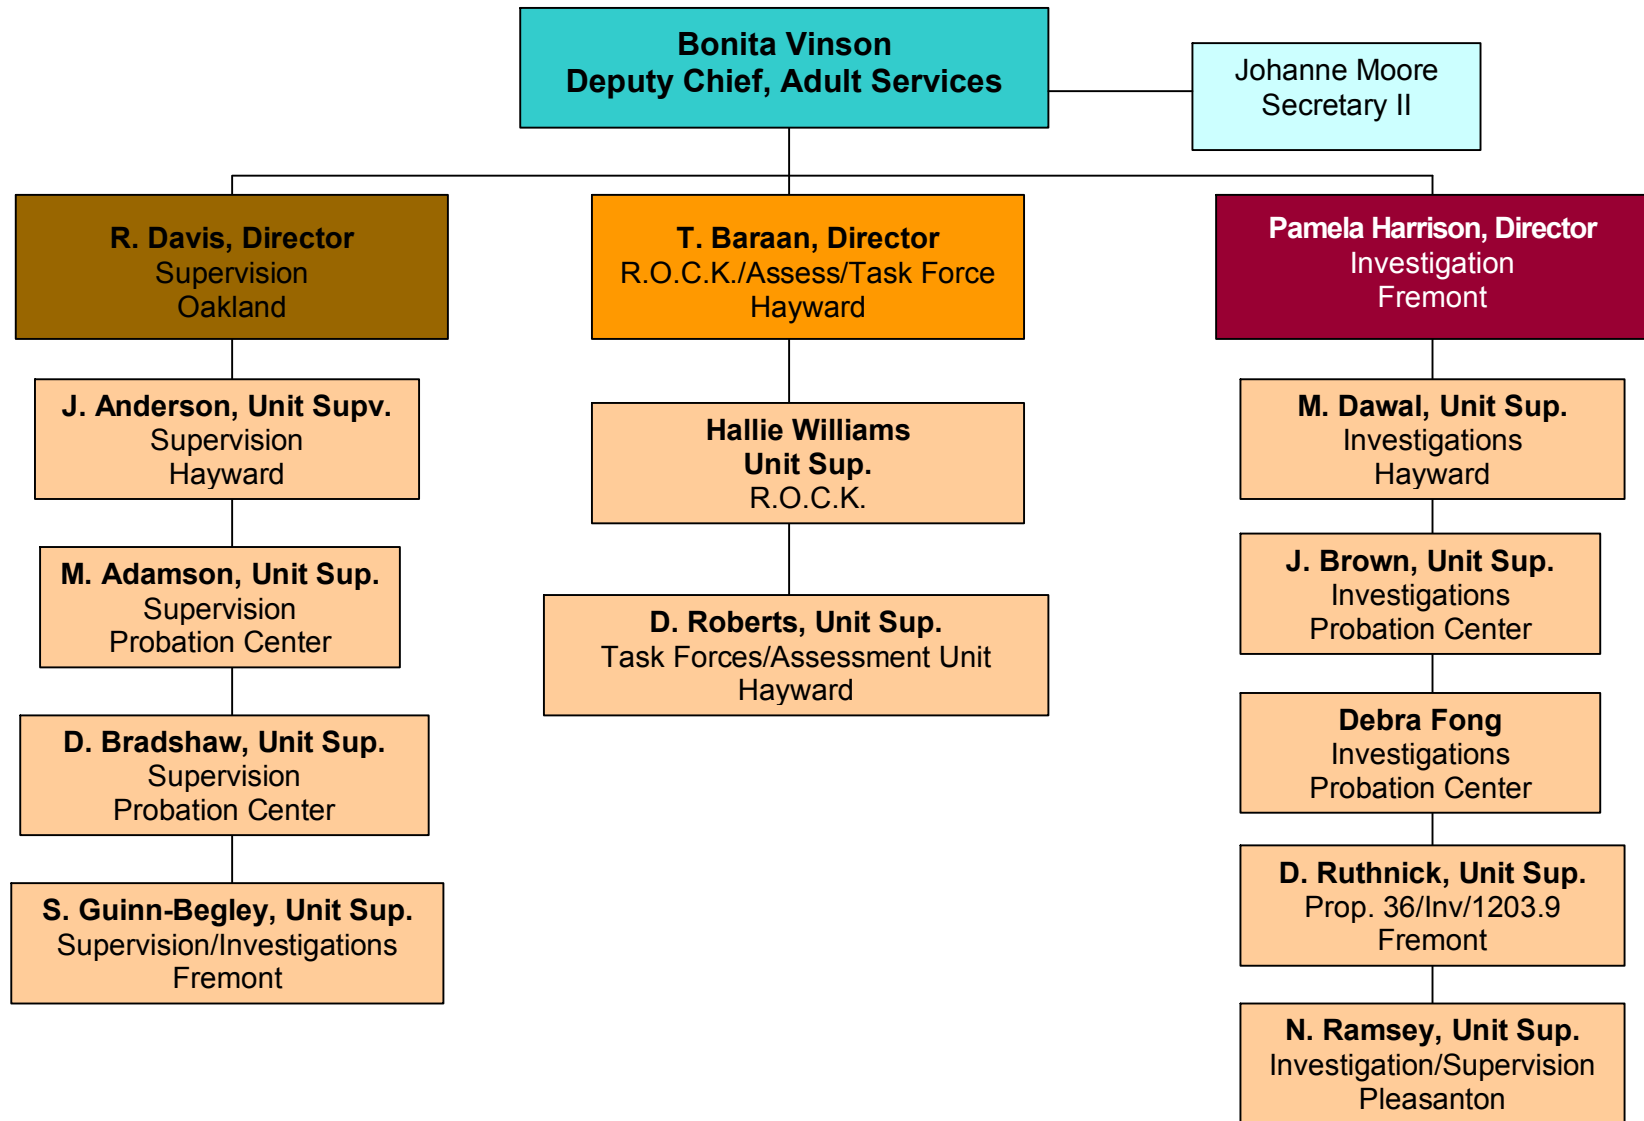 Bonita Vinson
Deputy Chief, Adult Services
Johanne Moore
Secretary II
R. Davis, Director
Supervision
Oakland
T. Baraan, Director
R.O.C.K./Assess/Task Force
Hayward
Pamela Harrison, Director
Investigation
Fremont
J. Anderson, Unit Supv.
Supervision
Hayward
M. Adamson, Unit Sup.
Supervision
Probation Center
D. Bradshaw, Unit Sup.
Supervision
Probation Center
S. Guinn-Begley, Unit Sup.
Supervision/Investigations
Fremont
Hallie Williams
Unit Sup.
R.O.C.K.
D. Roberts, Unit Sup.
Task Forces/Assessment Unit
Hayward
M. Dawal, Unit Sup.
Investigations
Hayward
J. Brown, Unit Sup.
Investigations
Probation Center
Debra Fong
Investigations
Probation Center
D. Ruthnick, Unit Sup.
Prop. 36/Inv/1203.9
Fremont
N. Ramsey, Unit Sup.
Investigation/Supervision
Pleasanton